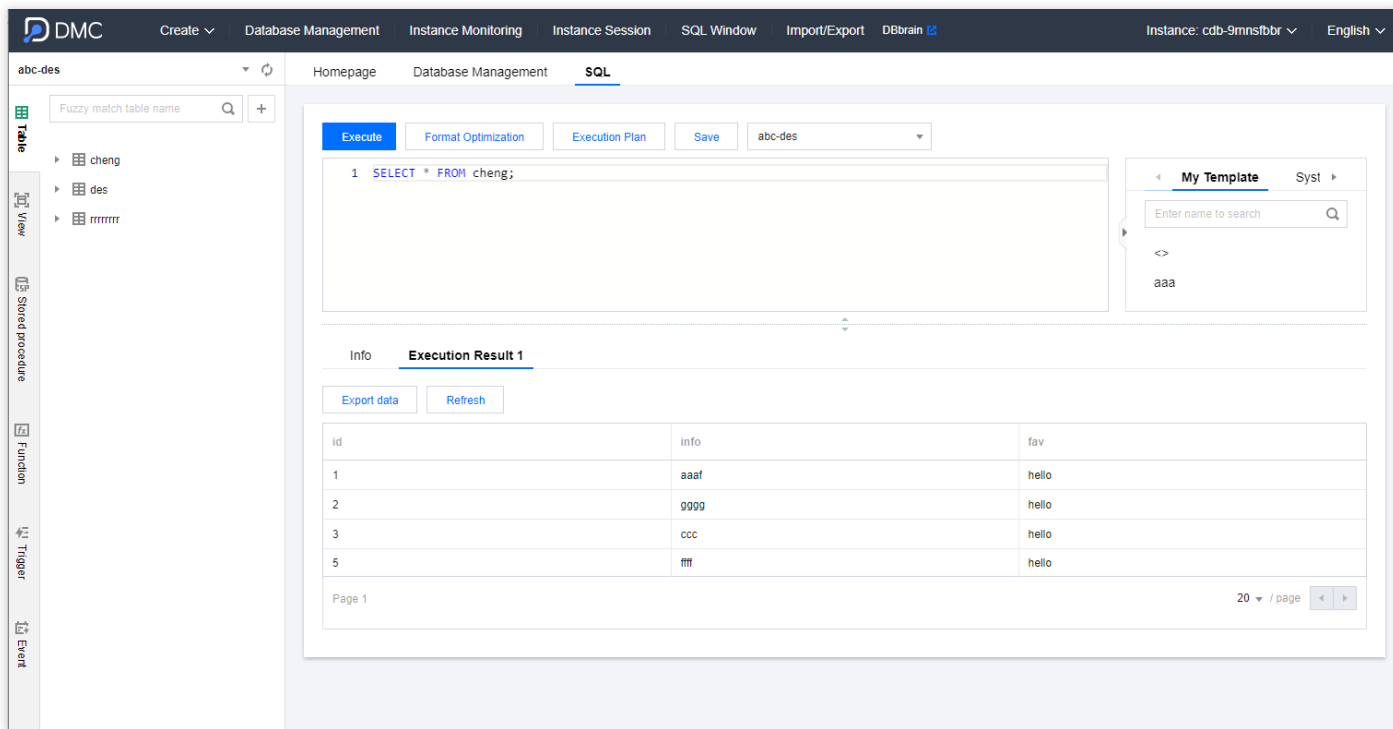 DMC Create Database Management Instance Monitoring Instance Session SQL Window Import/Export DBbrain Instance: cdb-9mnsfbbr English
abc-des
Homepage Database Management SQL
Fuzzy match table name
Table
cheng
des
rrrrrrrr
View
Stored procedure
Function
Trigger
Event
Execute Format Optimization Execution Plan Save abc-des
1 SELECT * FROM cheng;
My Template Syst
Enter name to search
<>
aaa
Info Execution Result 1
Export data Refresh
id info fav
1 aaaf hello
2 gggg hello
3 ccc hello
5 ffff hello
Page 1 20 / page